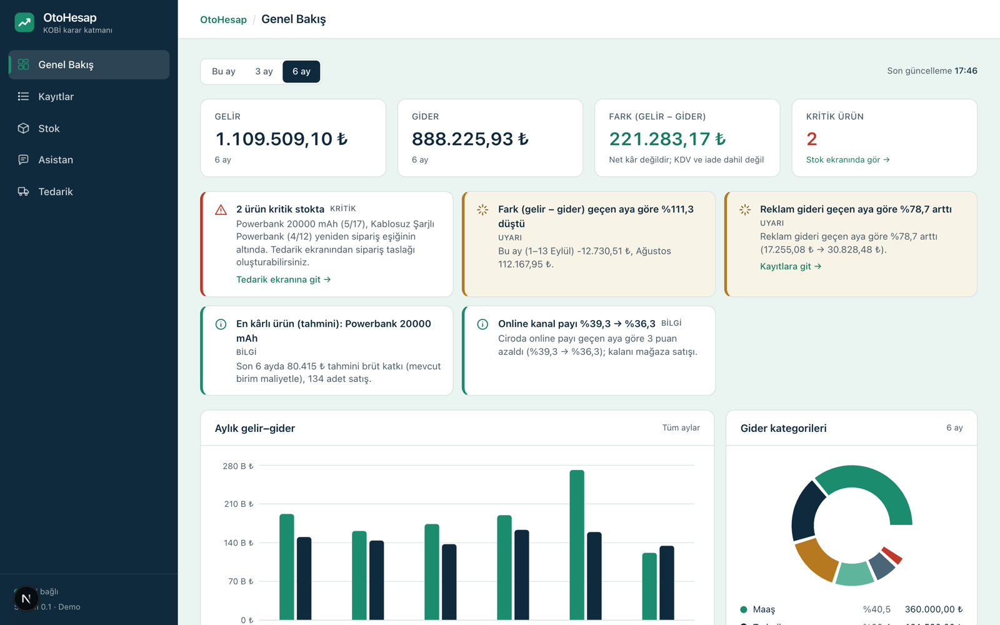 OtoHesap
KOBİ karar katmanı
Genel Bakış
Kayıtlar
Stok
Asistan
Tedarik
bağlı
0.1 · Demo
N
OtoHesap / Genel Bakış
Bu ay 3 ay 6 ay
Son güncelleme 17:46
GELİR
1.109.509,10 ₺
6 ay
GİDER
888.225,93 ₺
6 ay
FARK (GELİR – GİDER)
221.283,17 ₺
Net kâr değildir; KDV ve iade dahil değil
KRİTİK ÜRÜN
2
Stok ekranında gör →
2 ürün kritik stokta KRİTİK
Powerbank 20000 mAh (5/17), Kablosuz Şarjlı
Powerbank (4/12) yeniden sipariş eşiğinin
altında. Tedarik ekranından sipariş taslağı
oluşturabilirsiniz.
Tedarik ekranına git →
Fark (gelir – gider) geçen aya göre %111,3
düştü
UYARI
Bu ay (1–13 Eylül) -12.730,51 ₺, Ağustos
112.167,95 ₺.
Reklam gideri geçen aya göre %78,7 arttı
UYARI
Reklam gideri geçen aya göre %78,7 arttı
(17.255,08 ₺ → 30.828,48 ₺).
Kayıtlara git →
En kârlı ürün (tahmini): Powerbank 20000
mAh
BİLGİ
Son 6 ayda 80.415 ₺ tahmini brüt katkı (mevcut
birim maliyetle), 134 adet satış.
Online kanal payı %39,3 → %36,3 BİLGİ
Ciroda online payı geçen aya göre 3 puan
azaldı (%39,3 → %36,3); kalanı mağaza satışı.
Aylık gelir–gider
Tüm aylar
280 B ₺
210 B ₺
140 B ₺
70 B ₺
0 ₺
Gider kategorileri
6 ay
Maaş %40,5 360.000,00 ₺